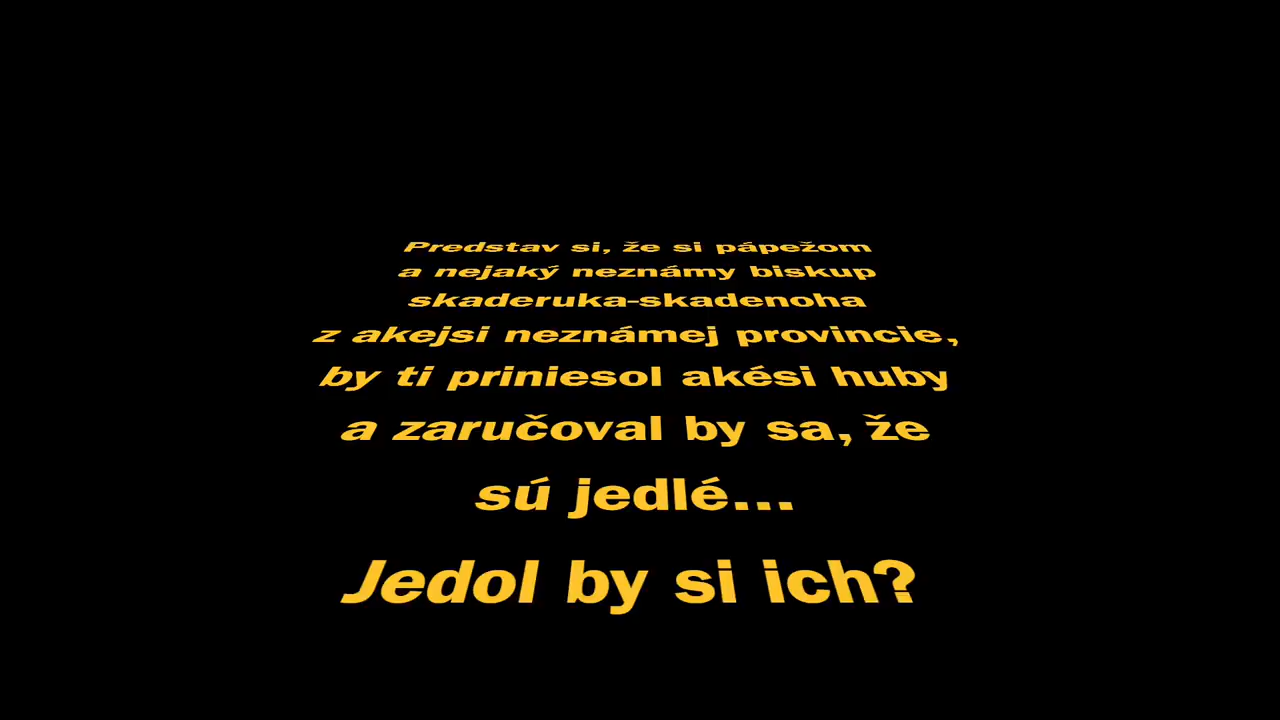 Predstav si, že si pápežom
a nejaký neznámy biskup
skaderuka-skadenoha
z akejsi neznámej provincie,
by ti priniesol akési huby
a zaručoval by sa, že
sú jedlé...
Jedol by si ich?